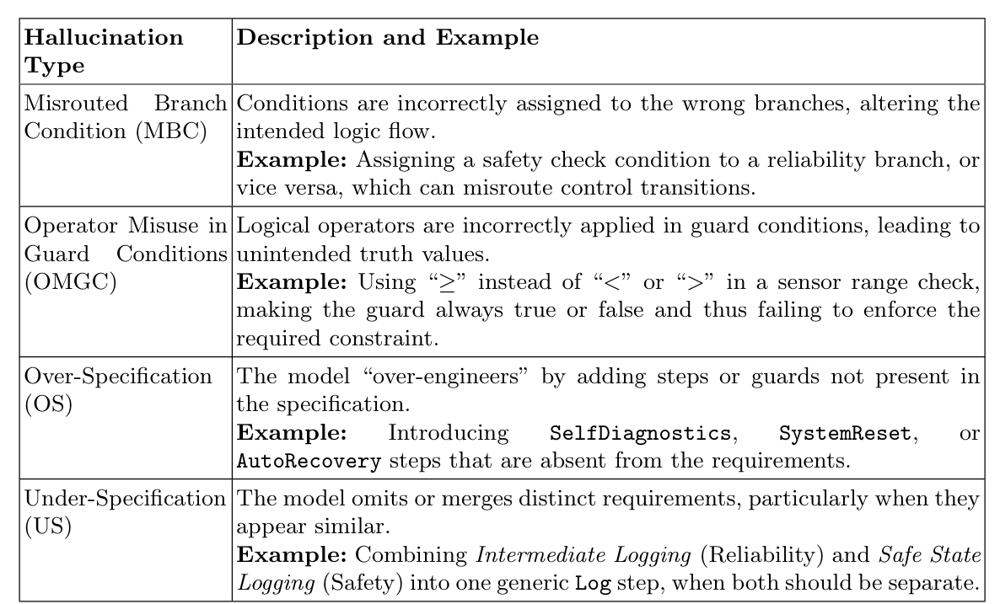 Hallucination
Type
Description and Example
Misrouted Branch
Condition (MBC)
Conditions are incorrectly assigned to the wrong branches, altering the
intended logic flow.
Example: Assigning a safety check condition to a reliability branch, or
vice versa, which can misroute control transitions.
Operator Misuse in
Guard Conditions
(OMGC)
Logical operators are incorrectly applied in guard conditions, leading to
unintended truth values.
Example: Using “≥” instead of “<” or “>” in a sensor range check,
making the guard always true or false and thus failing to enforce the
required constraint.
Over-Specification
(OS)
The model “over-engineers” by adding steps or guards not present in
the specification.
Example: Introducing SelfDiagnostics, SystemReset, or
AutoRecovery steps that are absent from the requirements.
Under-Specification
(US)
The model omits or merges distinct requirements, particularly when they
appear similar.
Example: Combining Intermediate Logging (Reliability) and Safe State
Logging (Safety) into one generic Log step, when both should be separate.